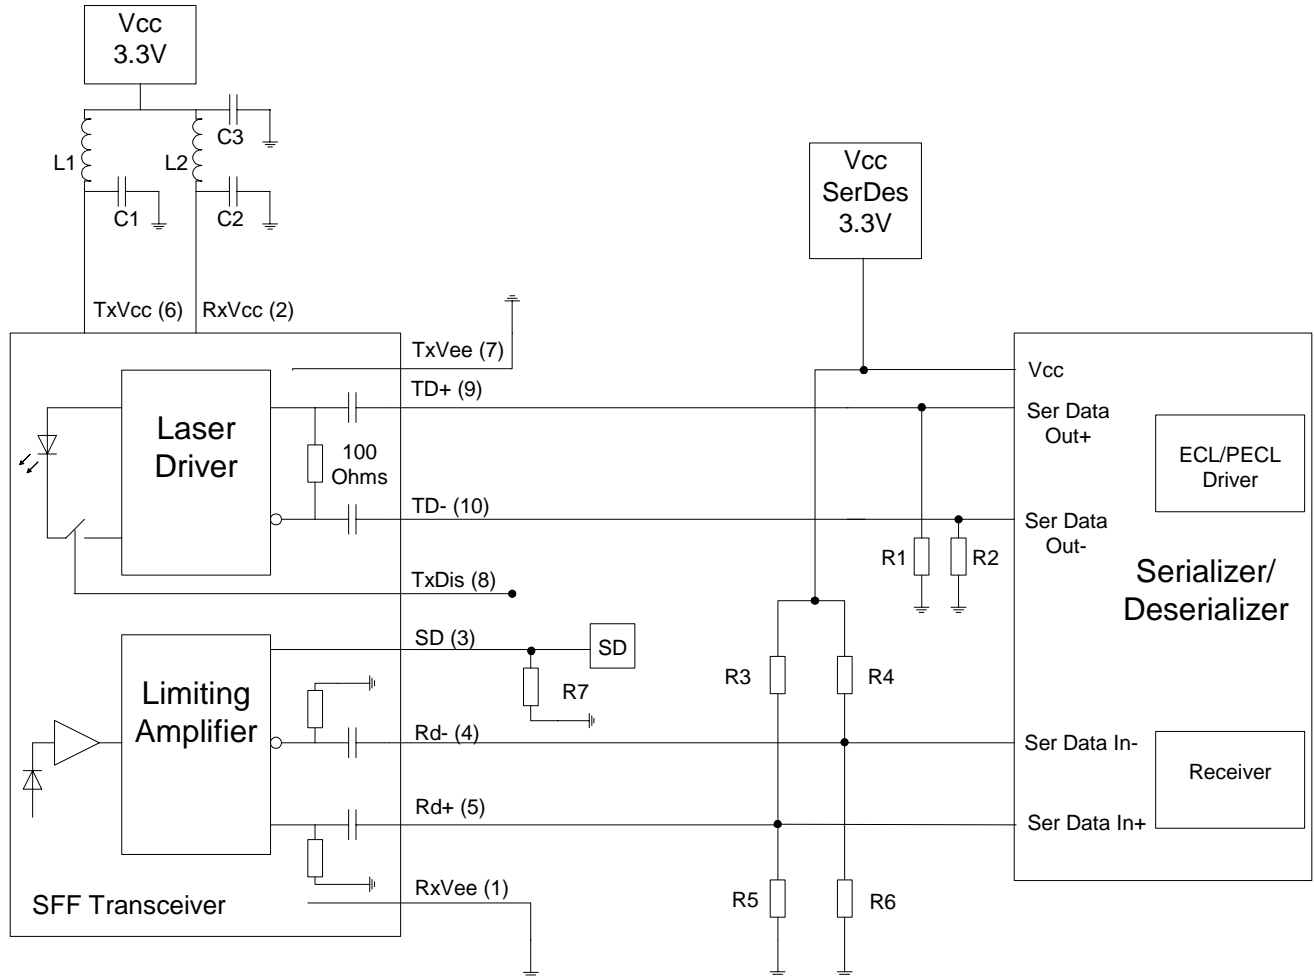 Vcc
3.3V
C3
L1
L2
C1
C2
Vcc
SerDes
3.3V
TxVcc (6)
RxVcc (2)
TxVee (7)
TD+ (9)
Vcc
Ser Data
Out+
Laser
Driver
100
Ohms
ECL/PECL
Driver
TD- (10)
Ser Data
Out-
R1
R2
TxDis (8)
Serializer/
Deserializer
SD (3)
SD
R7
R3
R4
Limiting
Amplifier
Rd- (4)
Ser Data In-
Receiver
Rd+ (5)
Ser Data In+
RxVee (1)
R5
R6
SFF Transceiver